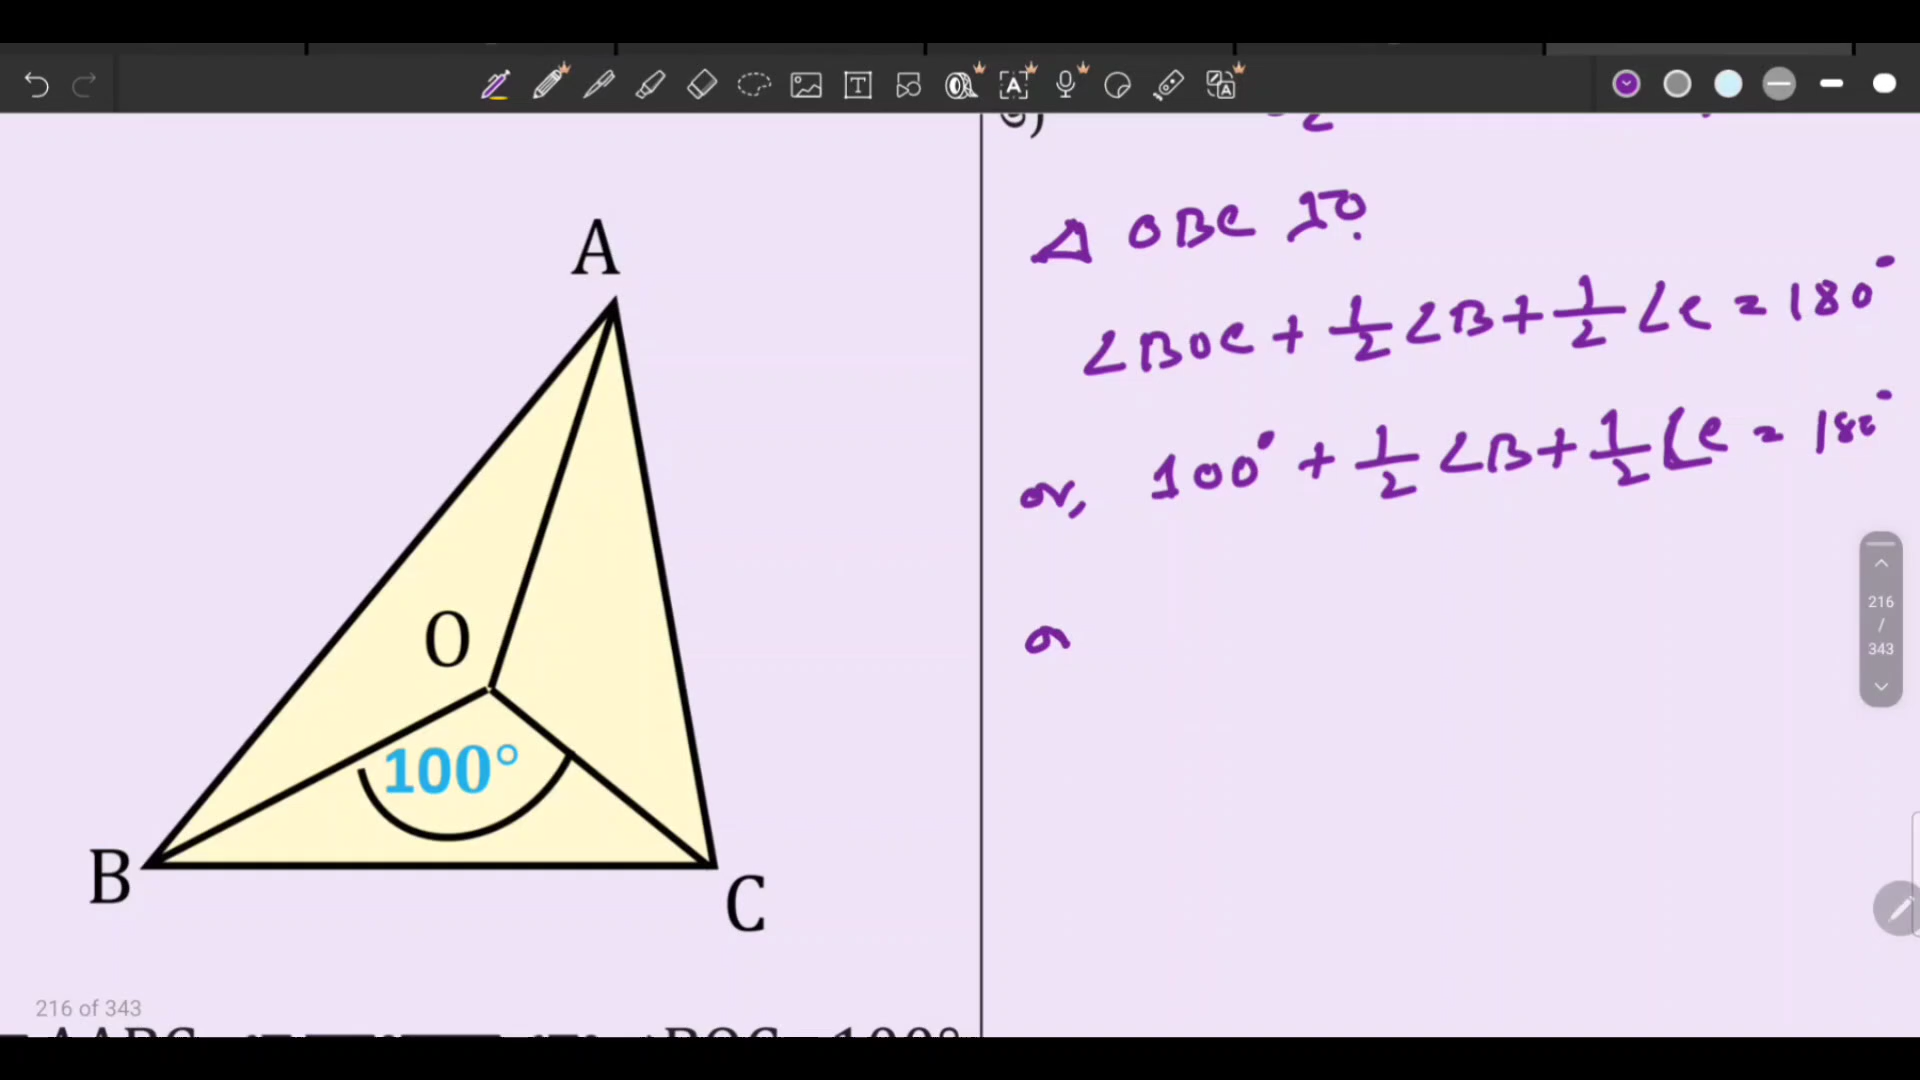 A
O
100°
B
C
216 of 343
Δ OBC এ,
∠BOC + 1/2 ∠B + 1/2 ∠C = 180°
or, 100° + 1/2 ∠B + 1/2 ∠C = 180°
o
216
/
343